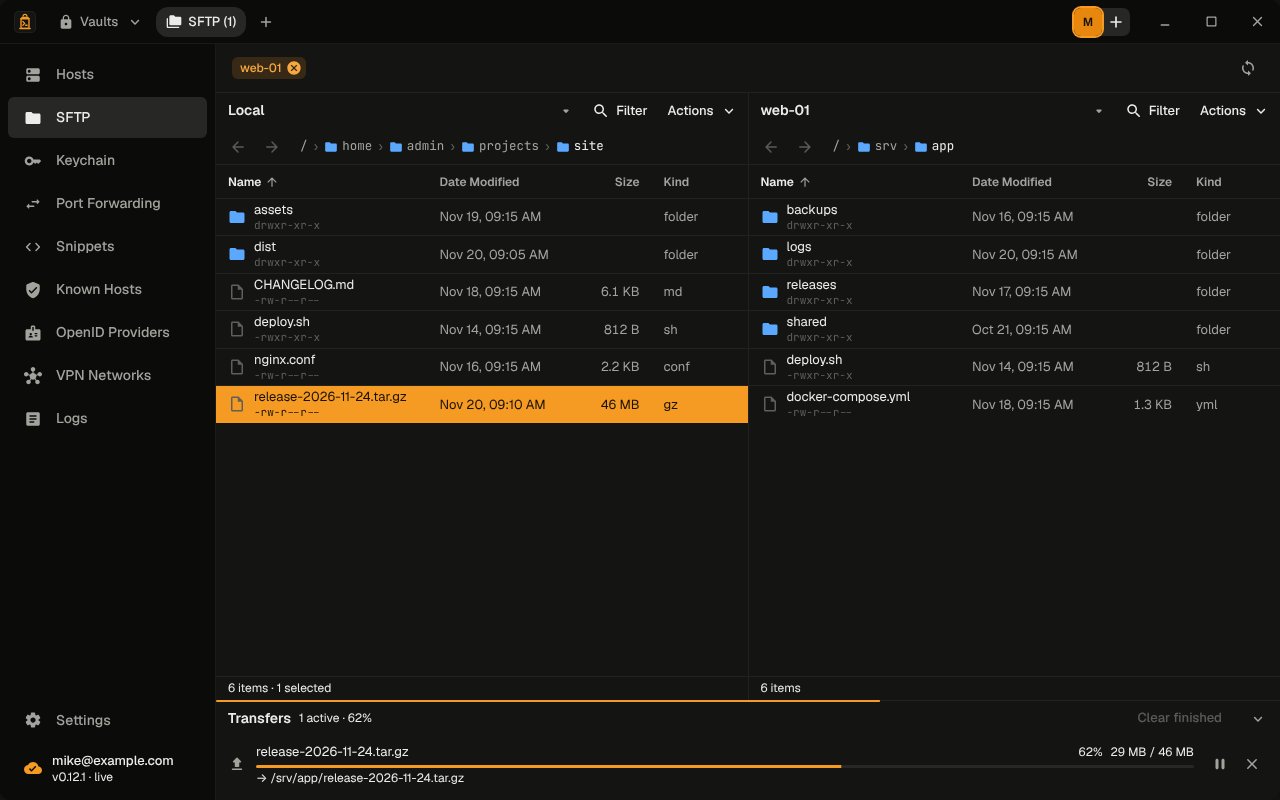 Vaults
SFTP (1)
M
Hosts
SFTP
Keychain
Port Forwarding
Snippets
Known Hosts
OpenID Providers
VPN Networks
Logs
Settings
mike@example.com
v0.12.1 · live
web-01
Local
Filter
Actions
/ › home › admin › projects › site
Name ↑ Date Modified Size Kind
assets Nov 19, 09:15 AM folder
drwxr-xr-x
dist Nov 20, 09:05 AM folder
drwxr-xr-x
CHANGELOG.md Nov 18, 09:15 AM 6.1 KB md
-rw-r--r--
deploy.sh Nov 14, 09:15 AM 812 B sh
-rwxr-xr-x
nginx.conf Nov 16, 09:15 AM 2.2 KB conf
-rw-r--r--
release-2026-11-24.tar.gz Nov 20, 09:10 AM 46 MB gz
-rw-r--r--
6 items · 1 selected
web-01
Filter
Actions
/ › srv › app
Name ↑ Date Modified Size Kind
backups Nov 16, 09:15 AM folder
drwxr-xr-x
logs Nov 20, 09:15 AM folder
drwxr-xr-x
releases Nov 17, 09:15 AM folder
drwxr-xr-x
shared Oct 21, 09:15 AM folder
drwxr-xr-x
deploy.sh Nov 14, 09:15 AM 812 B sh
-rwxr-xr-x
docker-compose.yml Nov 18, 09:15 AM 1.3 KB yml
-rw-r--r--
6 items
Transfers 1 active · 62% Clear finished
release-2026-11-24.tar.gz 62% 29 MB / 46 MB
→ /srv/app/release-2026-11-24.tar.gz